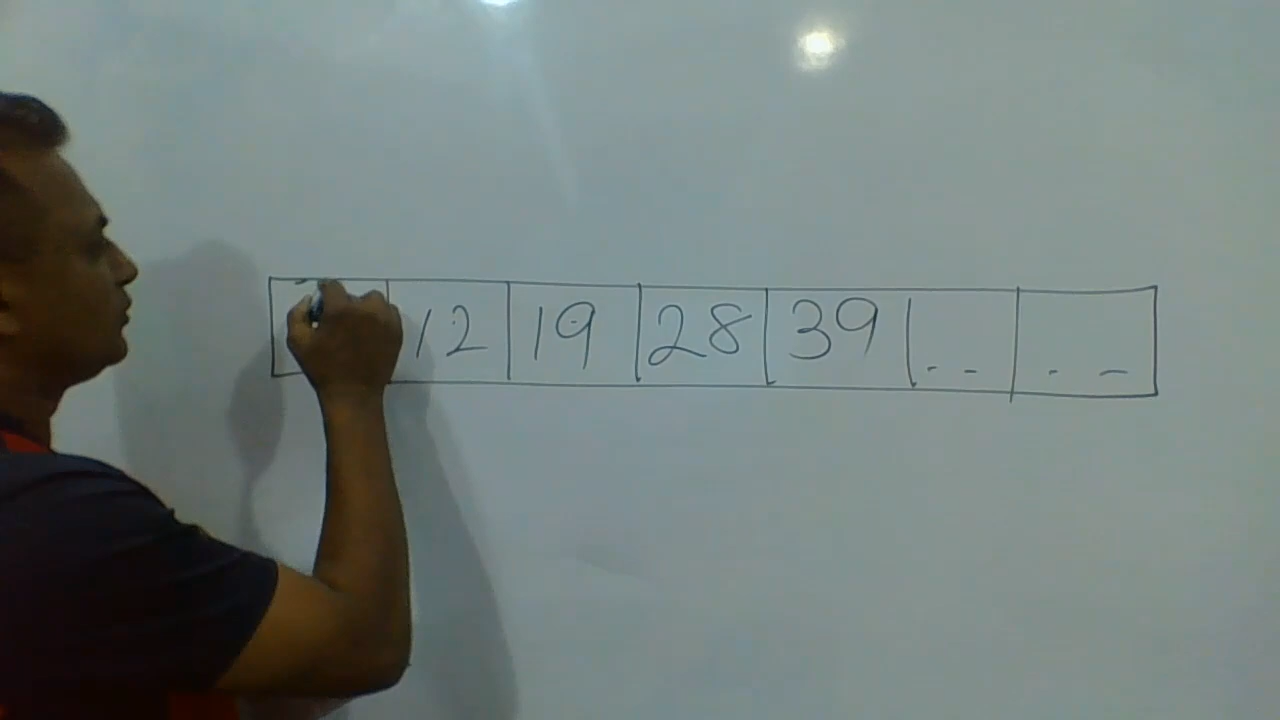 12 19 28 39 . - . -